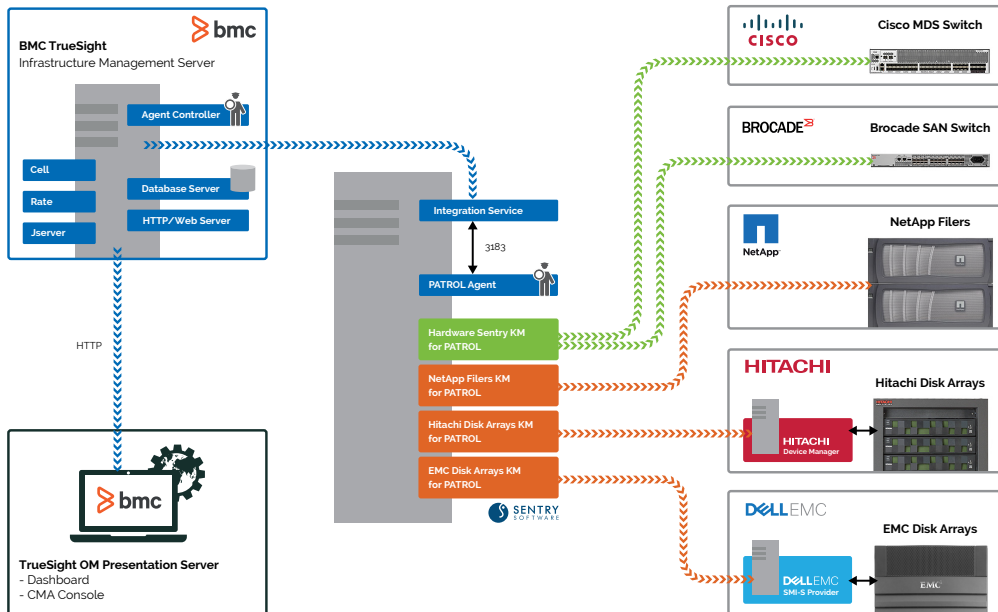 bmc
BMC TrueSight
Infrastructure Management Server
Agent Controller
Cell
Rate
Jserver
Database Server
HTTP/Web Server
HTTP
bmc
TrueSight OM Presentation Server
- Dashboard
- CMA Console
Integration Service
3183
PATROL Agent
Hardware Sentry KM
for PATROL
NetApp Filers KM
for PATROL
Hitachi Disk Arrays KM
for PATROL
EMC Disk Arrays KM
for PATROL
SENTRY
SOFTWARE
CISCO
Cisco MDS Switch
BROCADE
Brocade SAN Switch
NetApp
NetApp Filers
HITACHI
Hitachi Disk Arrays
HITACHI
Device Manager
DELLEMC
EMC Disk Arrays
DELLEMC
SMI-S Provider
EMC